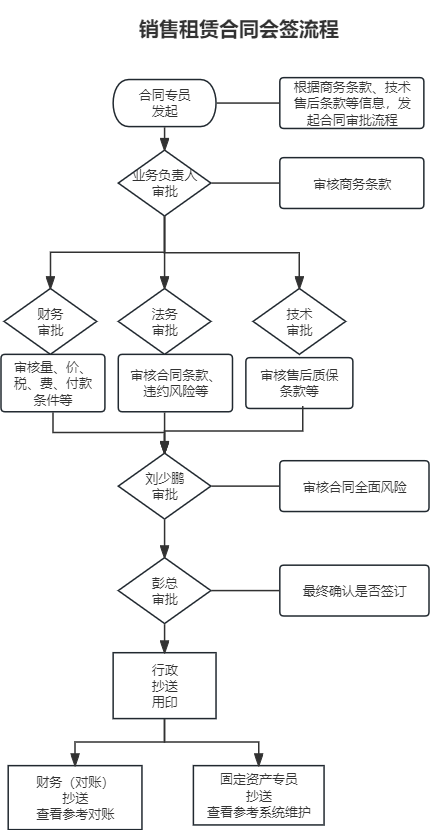 销售租赁合同会签流程
合同专员
发起
根据商务条款、技术
售后条款等信息，发
起合同审批流程
业务负责人
审批
审核商务条款
财务
审批
法务
审批
技术
审批
审核量、价、
税、费、付款
条件等
审核合同条款、
违约风险等
审核售后质保
条款等
刘少鹏
审批
审核合同全面风险
彭总
审批
最终确认是否签订
行政
抄送
用印
财务（对账）
抄送
查看参考对账
固定资产专员
抄送
查看参考系统维护